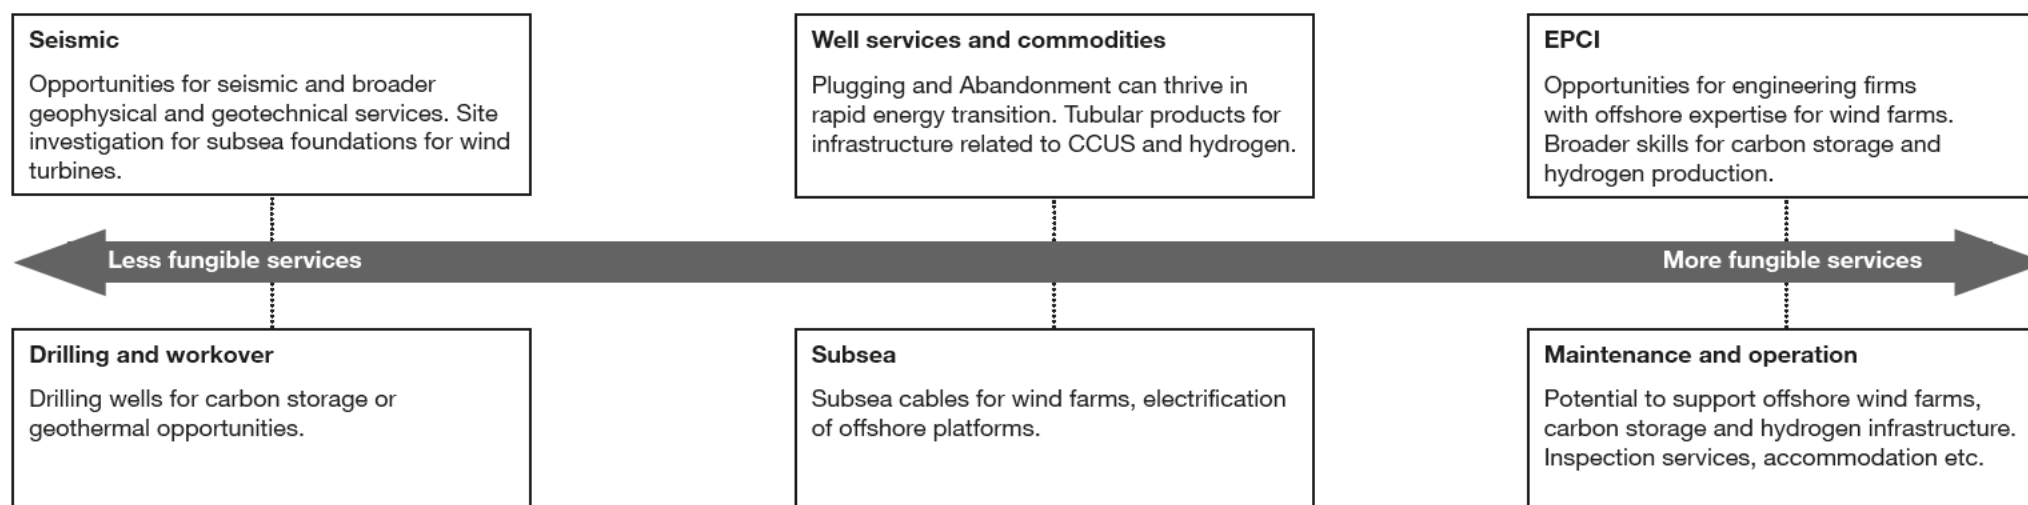 Seismic
Opportunities for seismic and broader
geophysical and geotechnical services. Site
investigation for subsea foundations for wind
turbines.
Well services and commodities
Plugging and Abandonment can thrive in
rapid energy transition. Tubular products for
infrastructure related to CCUS and hydrogen.
EPCI
Opportunities for engineering firms
with offshore expertise for wind farms.
Broader skills for carbon storage and
hydrogen production.
Less fungible services
More fungible services
Drilling and workover
Drilling wells for carbon storage or
geothermal opportunities.
Subsea
Subsea cables for wind farms, electrification
of offshore platforms.
Maintenance and operation
Potential to support offshore wind farms,
carbon storage and hydrogen infrastructure.
Inspection services, accommodation etc.